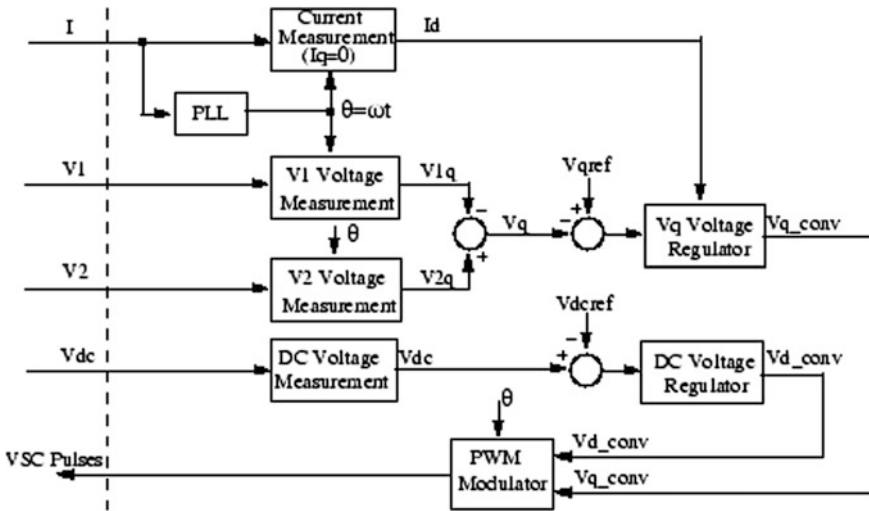 I
Current
Measurement
(Iq=0)
Id
PLL
θ=ωt
V1
V1 Voltage
Measurement
V1q
Vqref
-
+
-
Vq
Vq Voltage
Regulator
Vq_conv
θ
+
V2
V2 Voltage
Measurement
V2q
Vdcref
-
+
Vdc
DC Voltage
Measurement
Vdc
DC Voltage
Regulator
Vd_conv
θ
VSC Pulses
PWM
Modulator
Vd_conv
Vq_conv